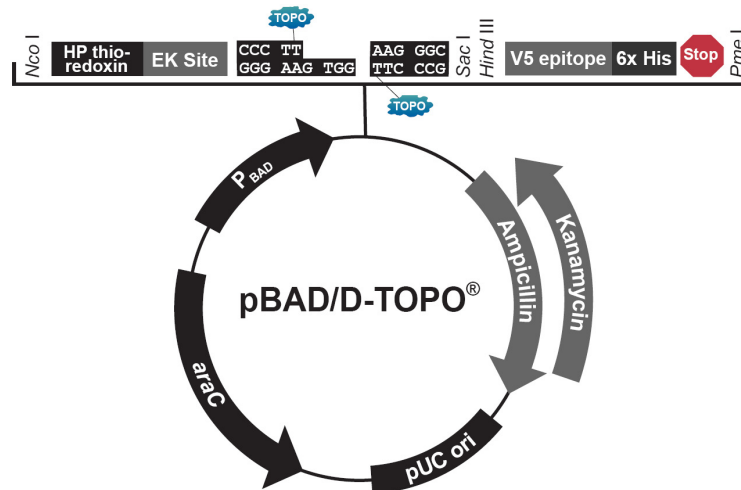 TOPO
Nco I
HP thio-
redoxin
EK Site
CCC TT
GGG AAG TGG
AAG GGC
TTC CCG
TOPO
Sac I
Hind III
V5 epitope
6x His
Stop
Pme I
PBAD
araC
pBAD/D-TOPO®
Ampicillin
Kanamycin
pUC ori